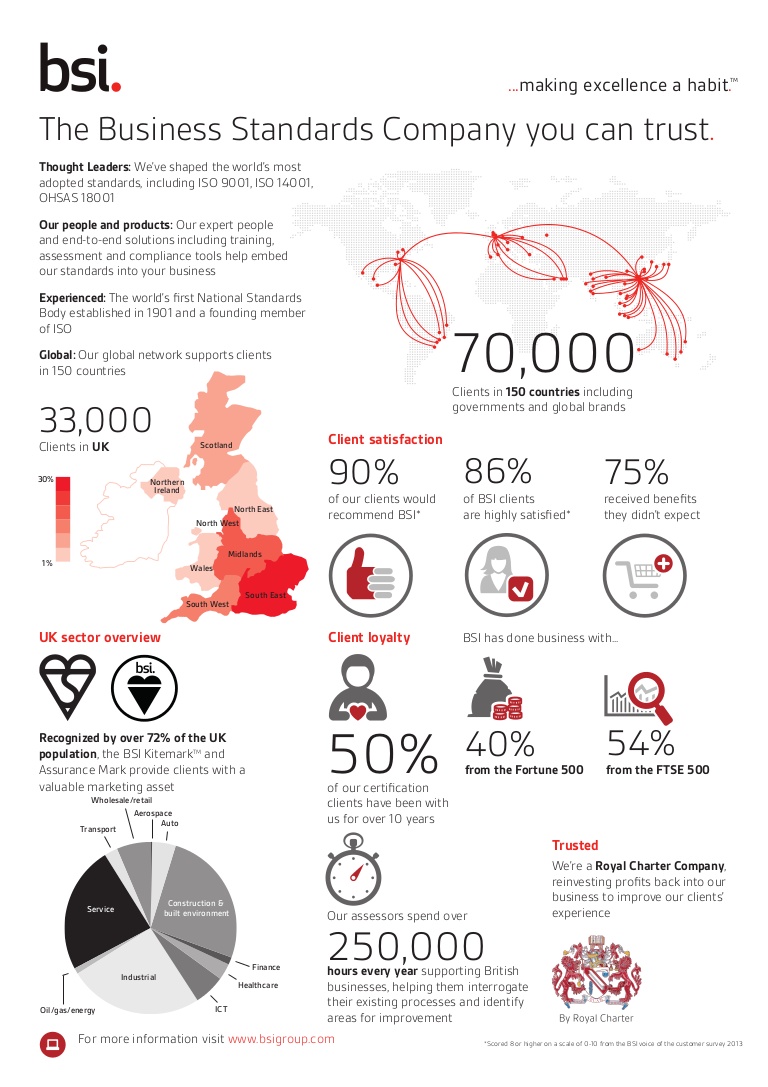 bsi.
...making excellence a habit.™
The Business Standards Company you can trust.
Thought Leaders: We've shaped the world's most
adopted standards, including ISO 9001, ISO 14001,
OHSAS 18001
Our people and products: Our expert people
and end-to-end solutions including training,
assessment and compliance tools help embed
our standards into your business
Experienced: The world's first National Standards
Body established in 1901 and a founding member
of ISO
Global: Our global network supports clients
in 150 countries
70,000
Clients in 150 countries including
governments and global brands
33,000
Clients in UK
30%
1%
Scotland
Northern
Ireland
North East
North West
Midlands
Wales
South East
South West
Client satisfaction
90%
of our clients would
recommend BSI*
86%
of BSI clients
are highly satisfied*
75%
received benefits
they didn't expect
UK sector overview
bsi.
Recognized by over 72% of the UK
population, the BSI Kitemark™ and
Assurance Mark provide clients with a
valuable marketing asset
Wholesale/retail
Aerospace
Auto
Transport
Service
Construction &
built environment
Industrial
Finance
Healthcare
ICT
Oil/gas/energy
Client loyalty
50%
of our certification
clients have been with
us for over 10 years
BSI has done business with...
40%
from the Fortune 500
54%
from the FTSE 500
Our assessors spend over
250,000
hours every year supporting British
businesses, helping them interrogate
their existing processes and identify
areas for improvement
Trusted
We're a Royal Charter Company,
reinvesting profits back into our
business to improve our clients'
experience
By Royal Charter
For more information visit www.bsigroup.com
*Scored 8 or higher on a scale of 0-10 from the BSI voice of the customer survey 2013